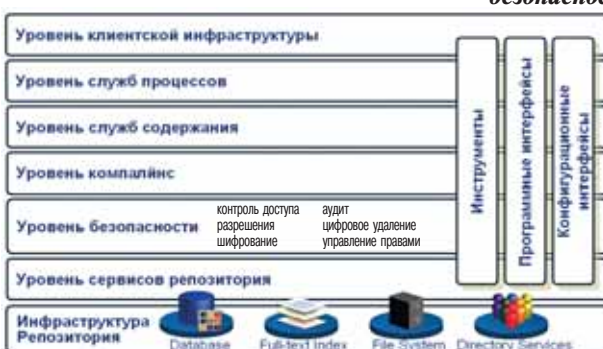 безопасно
Уровень клиентской инфраструктуры
Уровень служб процессов
Уровень служб содержания
Уровень компалйнс
Уровень безопасности
контроль доступа
разрешения
шифрование
аудит
цифровое удаление
управление правами
Уровень сервисов репозитория
Инфраструктура
Репозитория
Database
Full-text Index
File System
Directory Services
Инструменты
Программные интерфейсы
Конфигурационные
интерфейсы